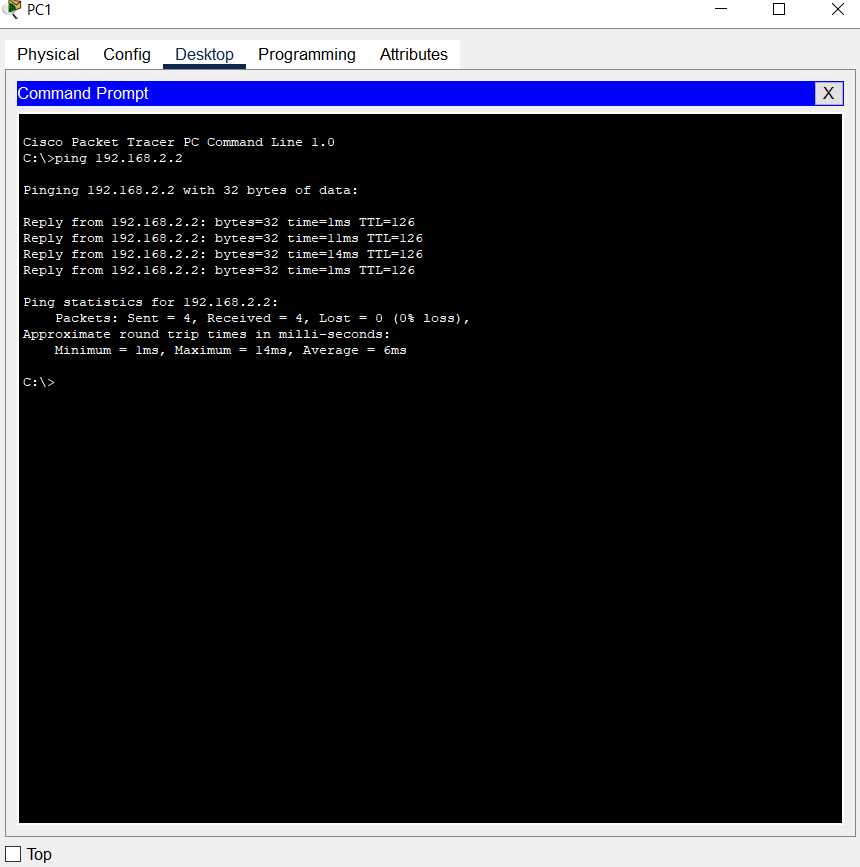 PC1
Physical Config Desktop Programming Attributes
Command Prompt X
Cisco Packet Tracer PC Command Line 1.0
C:\>ping 192.168.2.2
Pinging 192.168.2.2 with 32 bytes of data:
Reply from 192.168.2.2: bytes=32 time=1ms TTL=126
Reply from 192.168.2.2: bytes=32 time=11ms TTL=126
Reply from 192.168.2.2: bytes=32 time=14ms TTL=126
Reply from 192.168.2.2: bytes=32 time=1ms TTL=126
Ping statistics for 192.168.2.2:
Packets: Sent = 4, Received = 4, Lost = 0 (0% loss),
Approximate round trip times in milli-seconds:
Minimum = 1ms, Maximum = 14ms, Average = 6ms
C:\>
Top